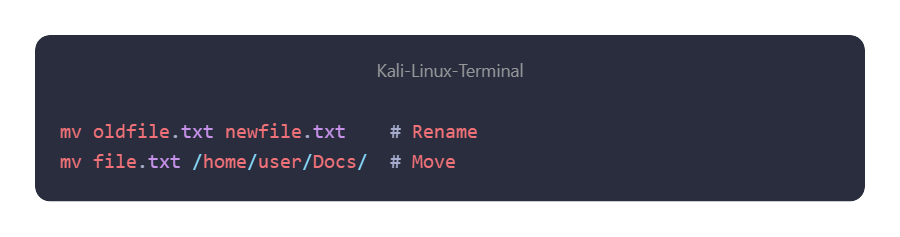 Kali-Linux-Terminal
mv oldfile.txt newfile.txt    # Rename
mv file.txt /home/user/Docs/  # Move